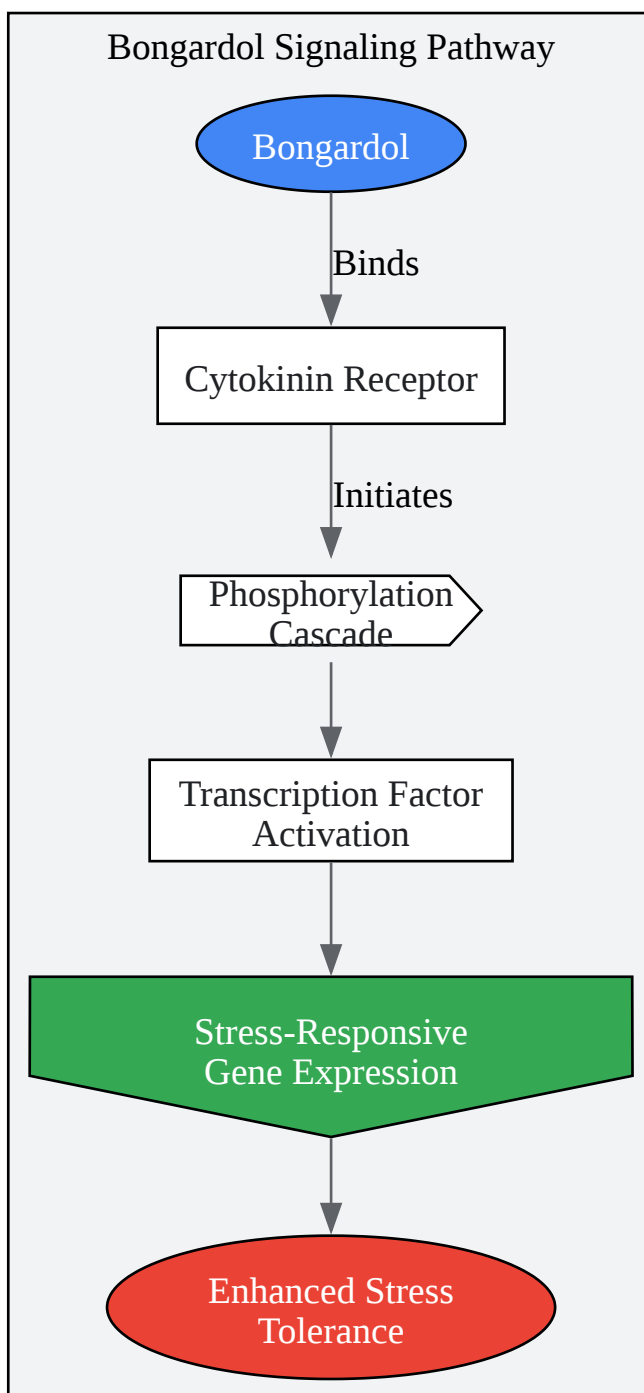 Bongardol Signaling Pathway
Bongardol
Binds
Cytokinin Receptor
Initiates
Phosphorylation
Cascade
Transcription Factor
Activation
Stress-Responsive
Gene Expression
Enhanced Stress
Tolerance